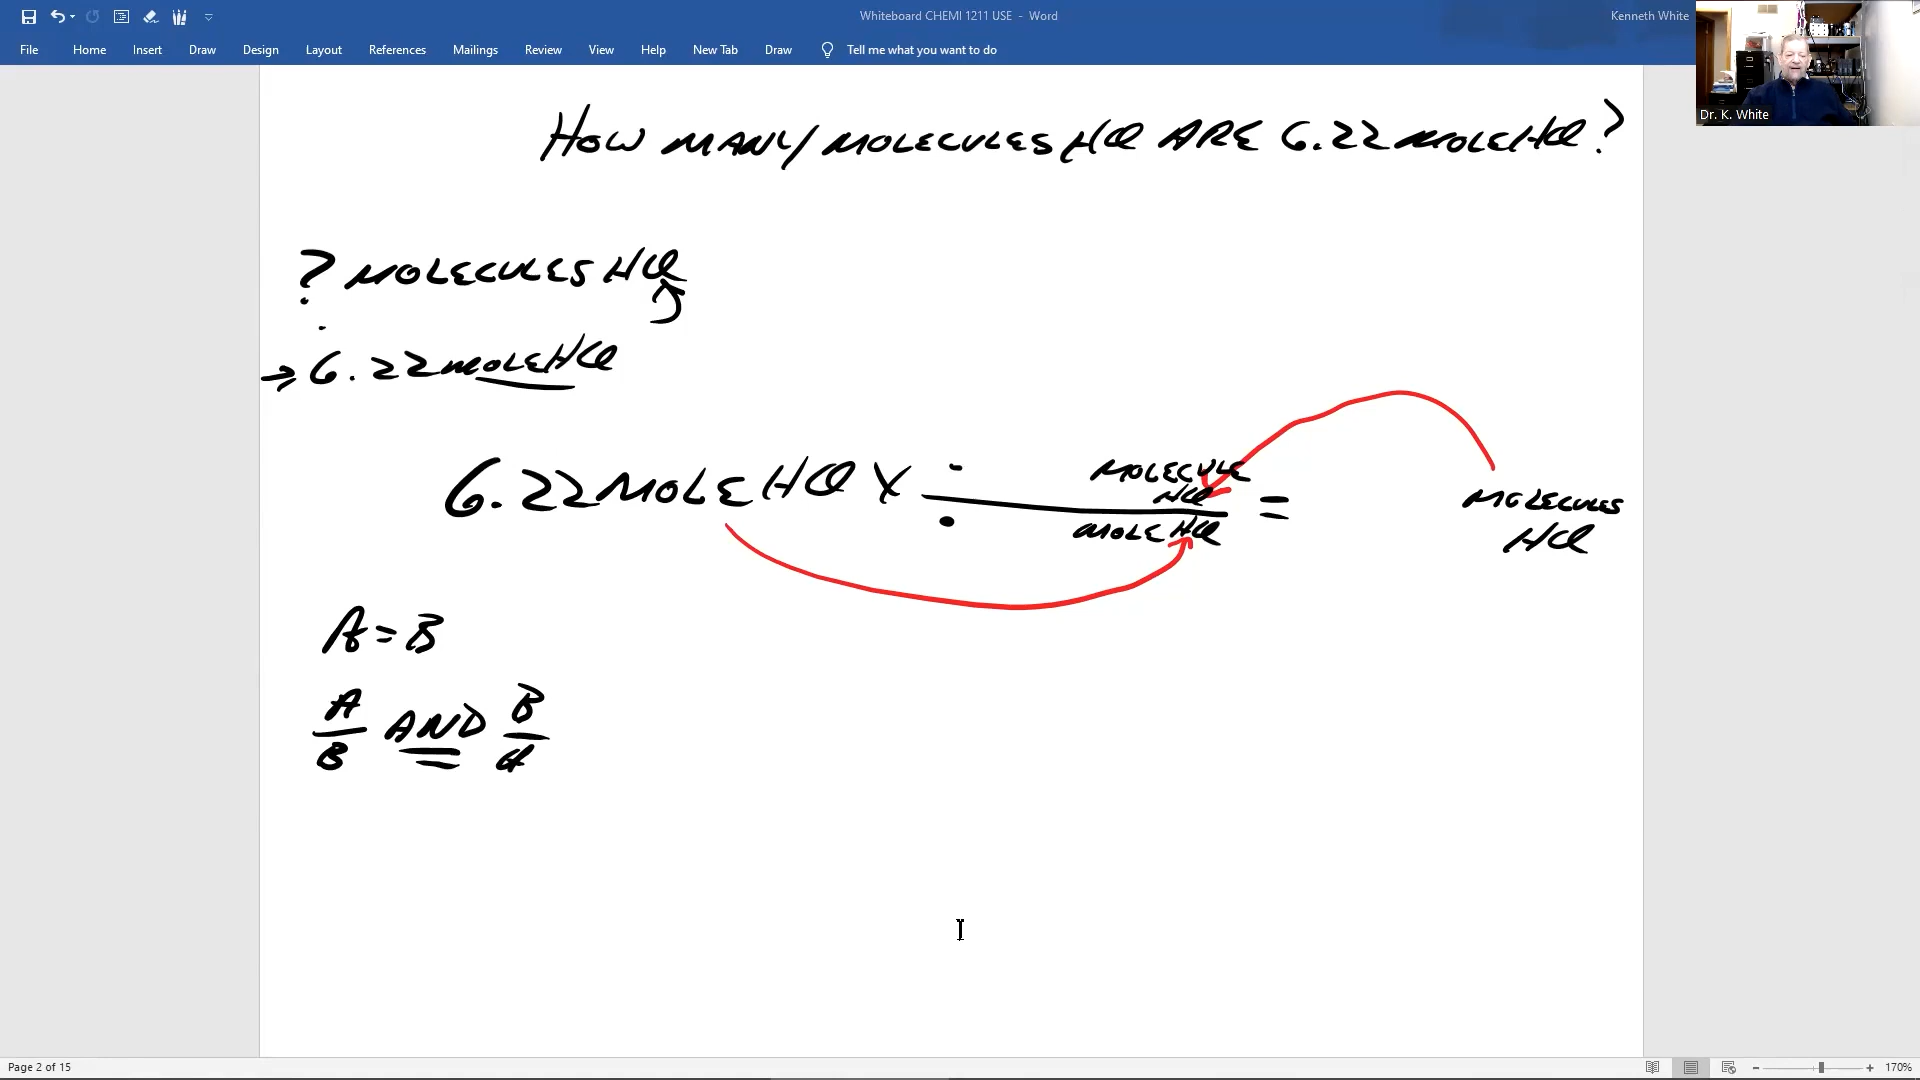 Whiteboard CHEMI 1211 USE - Word
Kenneth White
File Home Insert Draw Design Layout References Mailings Review View Help New Tab Draw Tell me what you want to do
Dr. K. White
HOW MANY MOLECULES HCl ARE 6.22 MOLE HCl?
? MOLECULES HCl
→ 6.22 MOLE HCl
6.22 MOLE HCl X MOLECULE HCl / MOLE HCl = MOLECULES HCl
A = B
A/B AND B/A
Page 2 of 15
170%